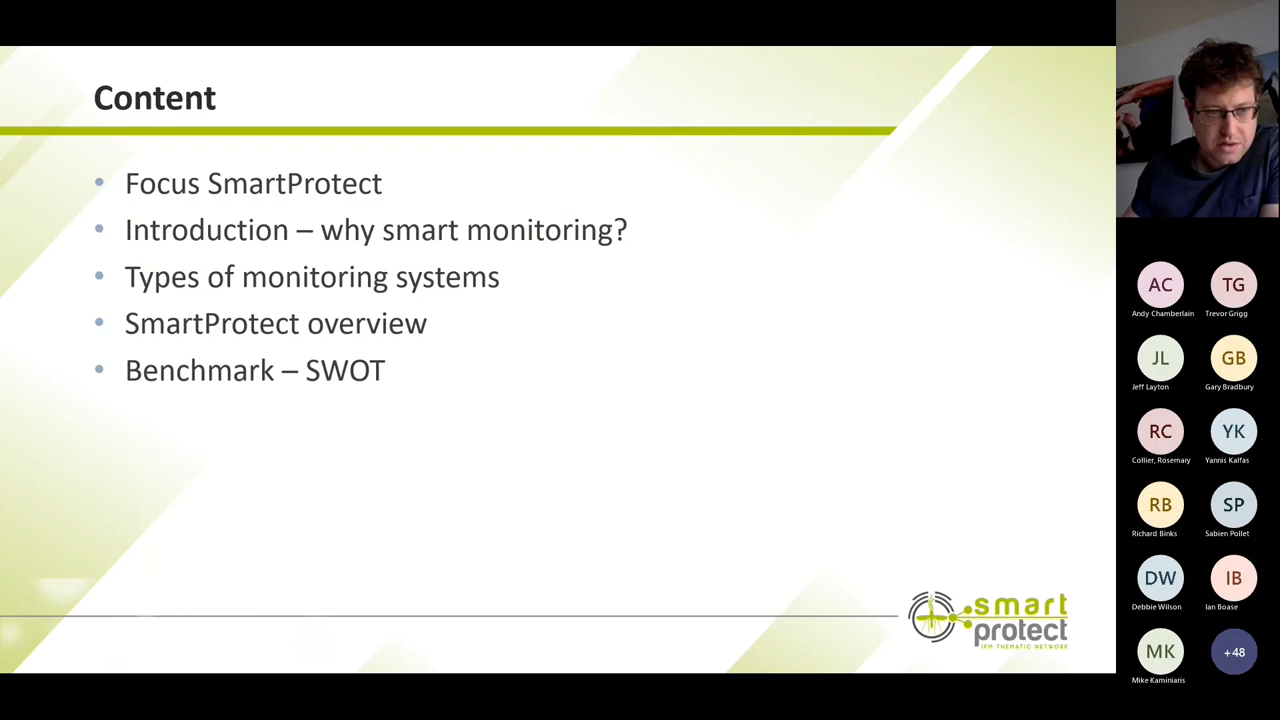 Content
Focus SmartProtect
Introduction – why smart monitoring?
Types of monitoring systems
SmartProtect overview
Benchmark – SWOT
smart
protect
IPM THEMATIC NETWORK
AC
TG
Andy Chamberlain
Trevor Grigg
JL
GB
Jeff Layton
Gary Bradbury
RC
YK
Collier, Rosemary
Yannis Kalfas
RB
SP
Richard Binks
Sabien Pollet
DW
IB
Debbie Wilson
Ian Boase
MK
+48
Mike Kaminiaris